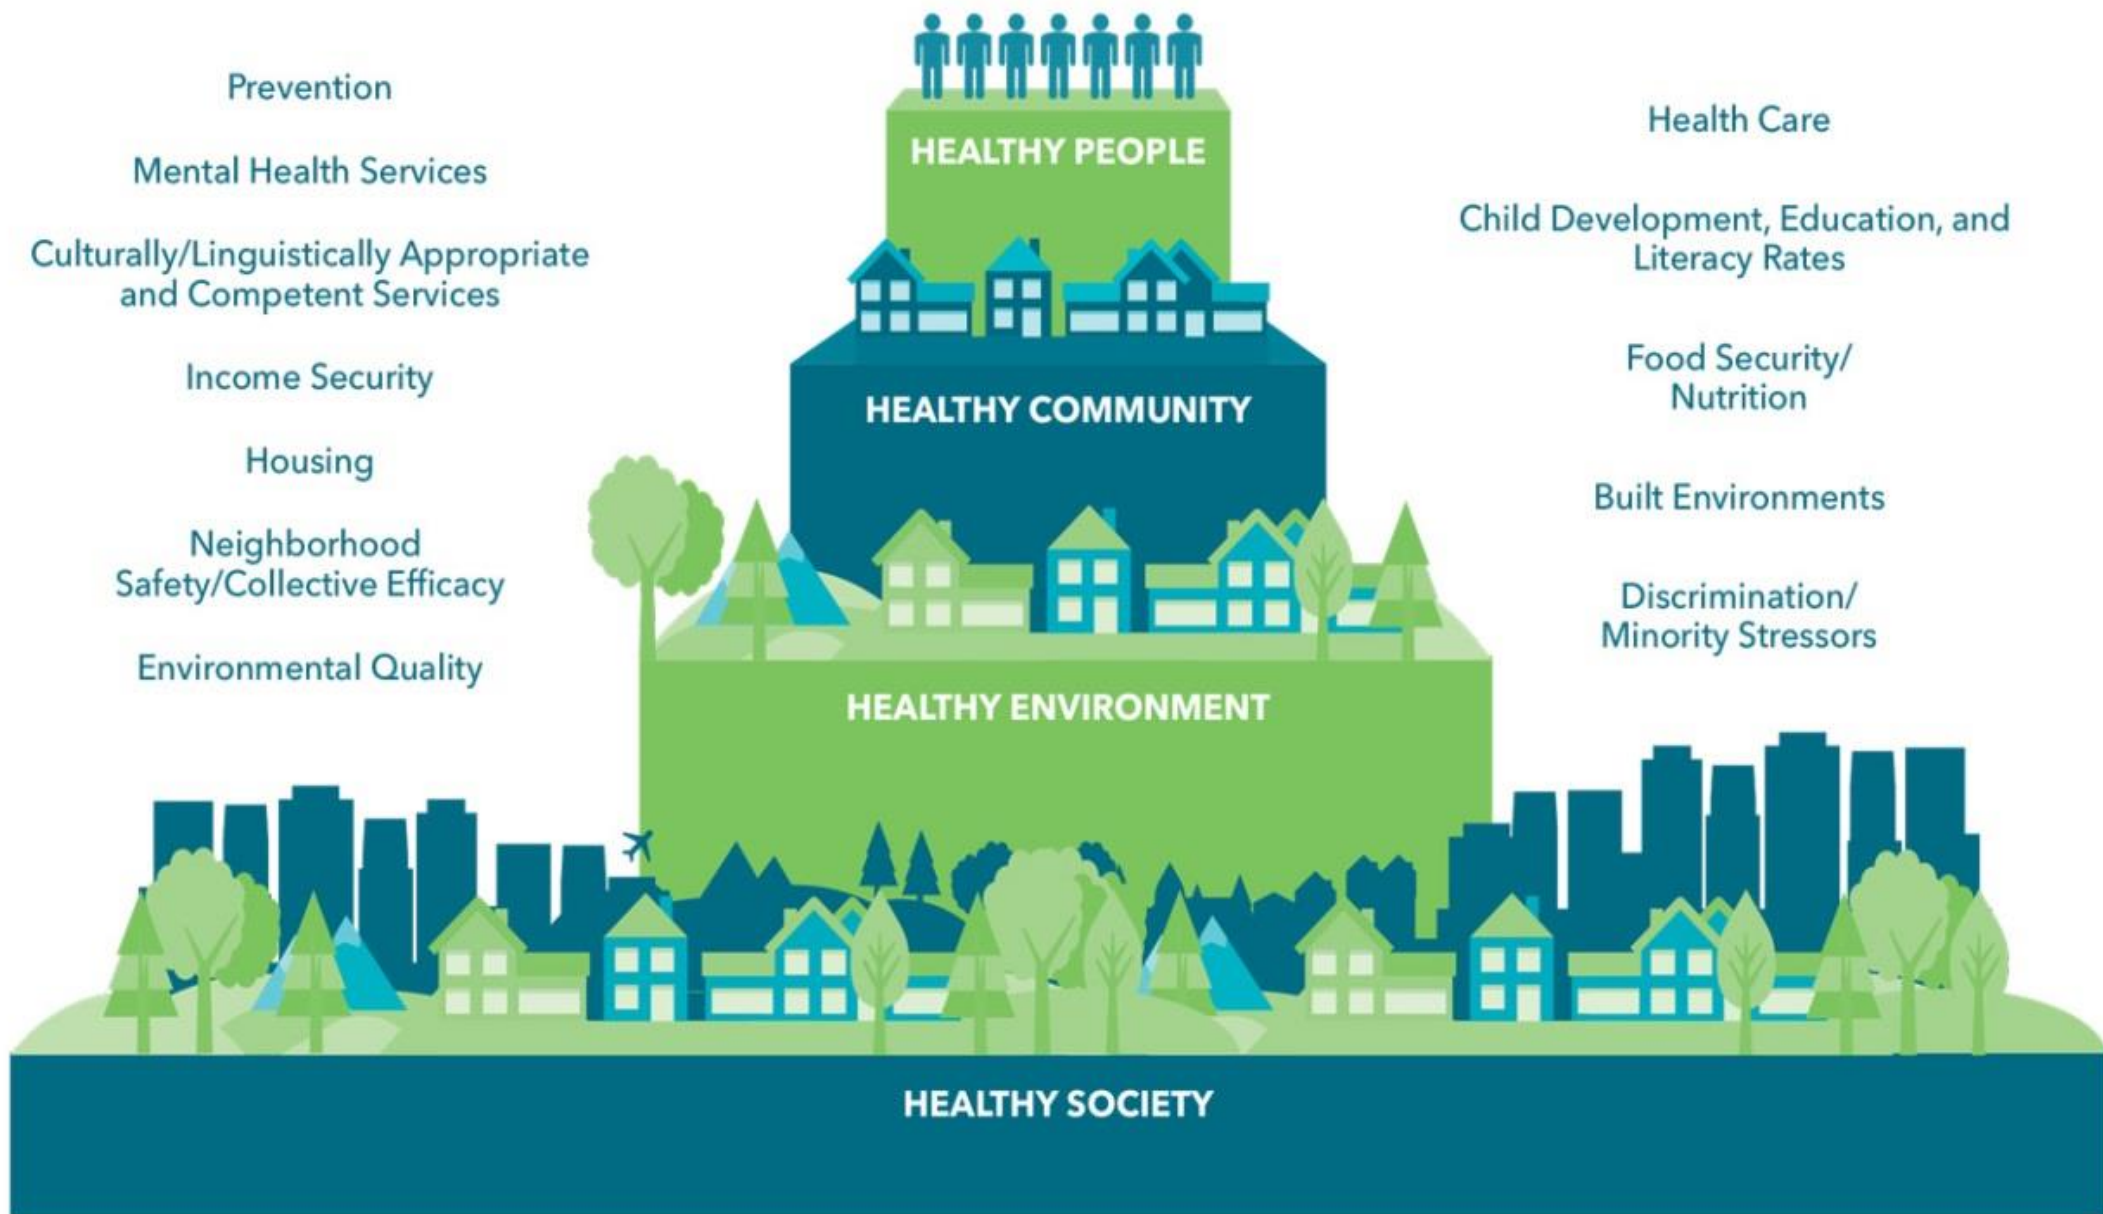 Prevention
Mental Health Services
Culturally/Linguistically Appropriate
and Competent Services
Income Security
Housing
Neighborhood
Safety/Collective Efficacy
Environmental Quality
HEALTHY PEOPLE
HEALTHY COMMUNITY
HEALTHY ENVIRONMENT
HEALTHY SOCIETY
Health Care
Child Development, Education, and
Literacy Rates
Food Security/
Nutrition
Built Environments
Discrimination/
Minority Stressors